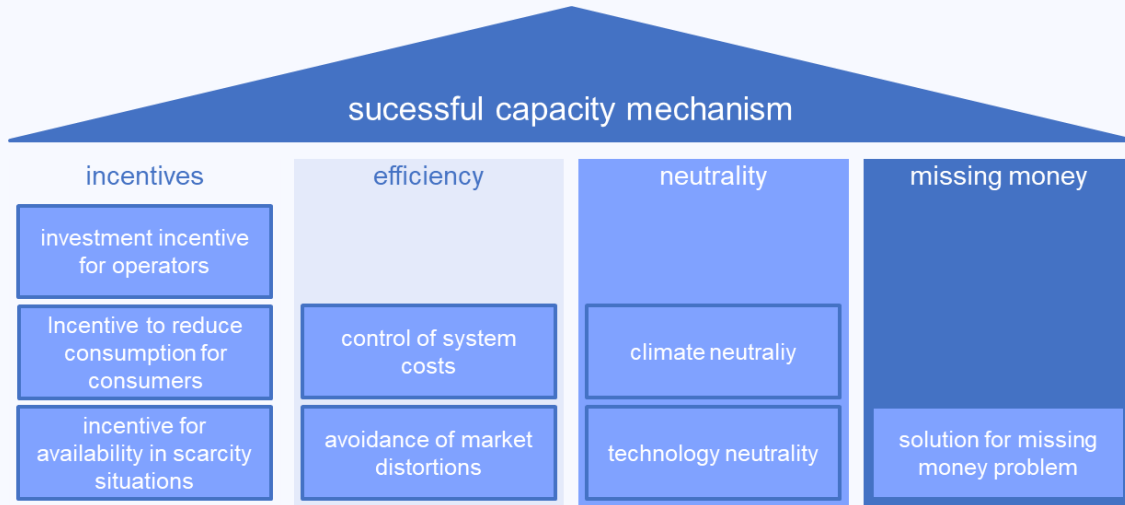 sucessful capacity mechanism
incentives
investment incentive
for operators
Incentive to reduce
consumption for
consumers
incentive for
availability in scarcity
situations
efficiency
control of system
costs
avoidance of market
distortions
neutrality
climate neutraliy
technology neutrality
missing money
solution for missing
money problem